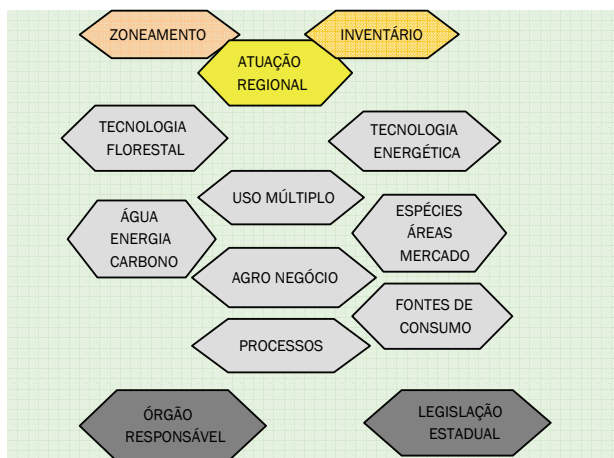 ZONEAMENTO
INVENTÁRIO
ATUAÇÃO
REGIONAL
TECNOLOGIA
FLORESTAL
TECNOLOGIA
ENERGÉTICA
USO MÚLTIPLO
ÁGUA
ENERGIA
CARBONO
ESPÉCIES
ÁREAS
MERCADO
AGRO NEGÓCIO
FONTES DE
CONSUMO
PROCESSOS
ÓRGÃO
RESPONSÁVEL
LEGISLAÇÃO
ESTADUAL